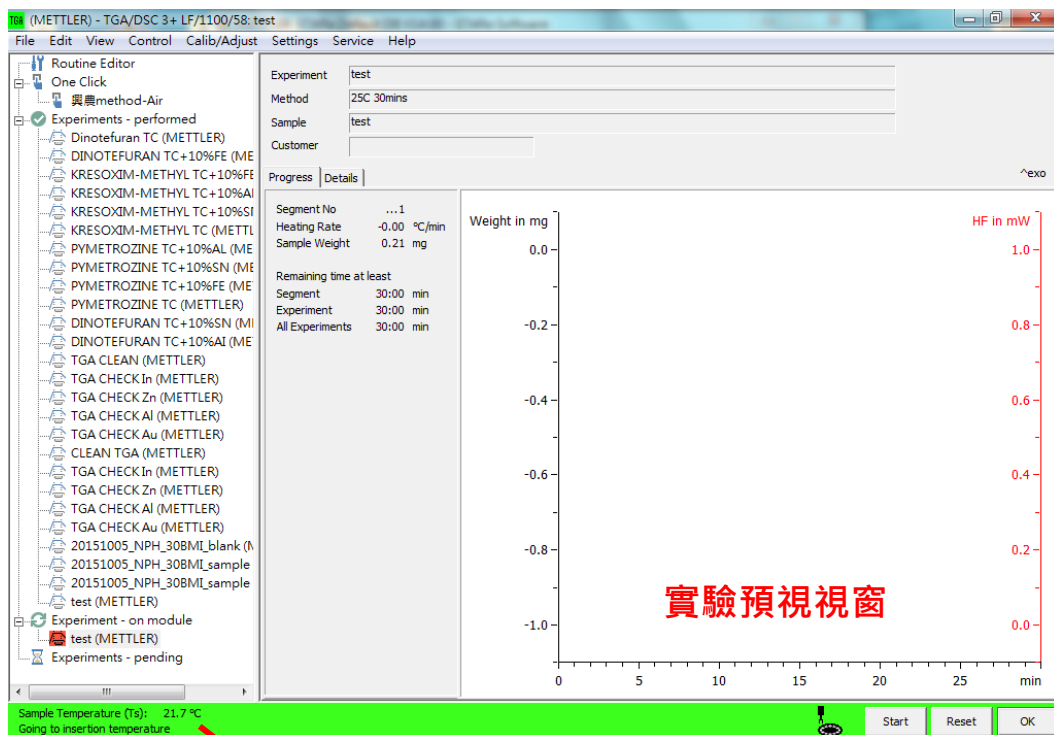 (METTLER) - TGA/DSC 3+ LF/1100/58: test
File Edit View Control Calib/Adjust Settings Service Help
Routine Editor
One Click
興農method-Air
Experiments - performed
Dinotefuran TC (METTLER)
DINOTEFURAN TC+10%FE (ME
KRESOXIM-METHYL TC+10%FE
KRESOXIM-METHYL TC+10%AI
KRESOXIM-METHYL TC+10%SI
KRESOXIM-METHYL TC (METTL
PYMETROZINE TC+10%AL (ME
PYMETROZINE TC+10%SN (ME
PYMETROZINE TC+10%FE (ME
PYMETROZINE TC (METTLER)
DINOTEFURAN TC+10%SN (MI
DINOTEFURAN TC+10%AI (ME
TGA CLEAN (METTLER)
TGA CHECK In (METTLER)
TGA CHECK Zn (METTLER)
TGA CHECK Al (METTLER)
TGA CHECK Au (METTLER)
CLEAN TGA (METTLER)
TGA CHECK In (METTLER)
TGA CHECK Zn (METTLER)
TGA CHECK Al (METTLER)
TGA CHECK Au (METTLER)
20151005_NPH_30BMI_blank (M
20151005_NPH_30BMI_sample
20151005_NPH_30BMI_sample
test (METTLER)
Experiment - on module
test (METTLER)
Experiments - pending
Experiment test
Method 25C 30mins
Sample test
Customer
Progress Details
^exo
Segment No ...1
Heating Rate -0.00 °C/min
Sample Weight 0.21 mg
Remaining time at least
Segment 30:00 min
Experiment 30:00 min
All Experiments 30:00 min
Weight in mg
HF in mW
0.0 1.0
-0.2 0.8
-0.4 0.6
-0.6 0.4
-0.8 0.2
-1.0 0.0
實驗預視視窗
0 5 10 15 20 25 min
Sample Temperature (Ts): 21.7 °C
Going to insertion temperature
Start Reset OK